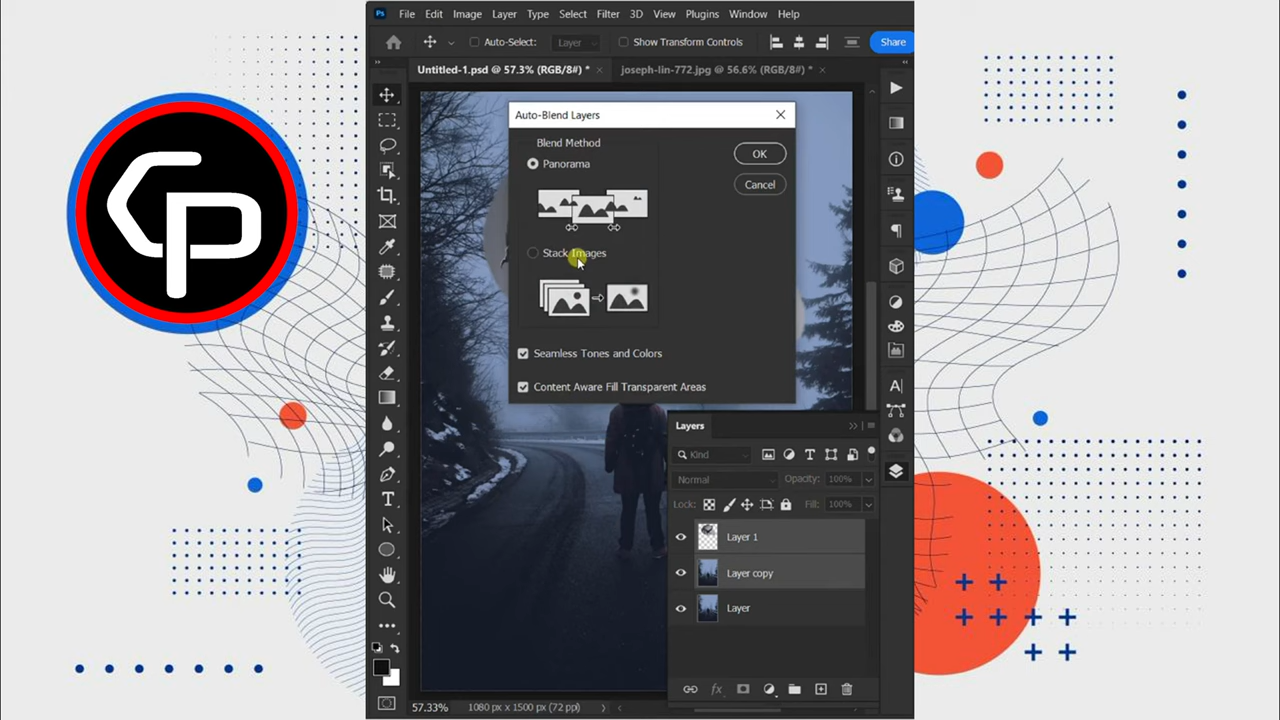 CP
Ps File Edit Image Layer Type Select Filter 3D View Plugins Window Help
Auto-Select: Layer Show Transform Controls Share
Untitled-1.psd @ 57.3% (RGB/8#) * × joseph-lin-772.jpg @ 56.6% (RGB/8#) * ×
Auto-Blend Layers
Blend Method
Panorama
OK
Cancel
Stack Images
Seamless Tones and Colors
Content Aware Fill Transparent Areas
Layers
Kind
Normal Opacity: 100%
Lock: Fill: 100%
Layer 1
Layer copy
Layer
fx
57.33% 1080 px x 1500 px (72 ppi)